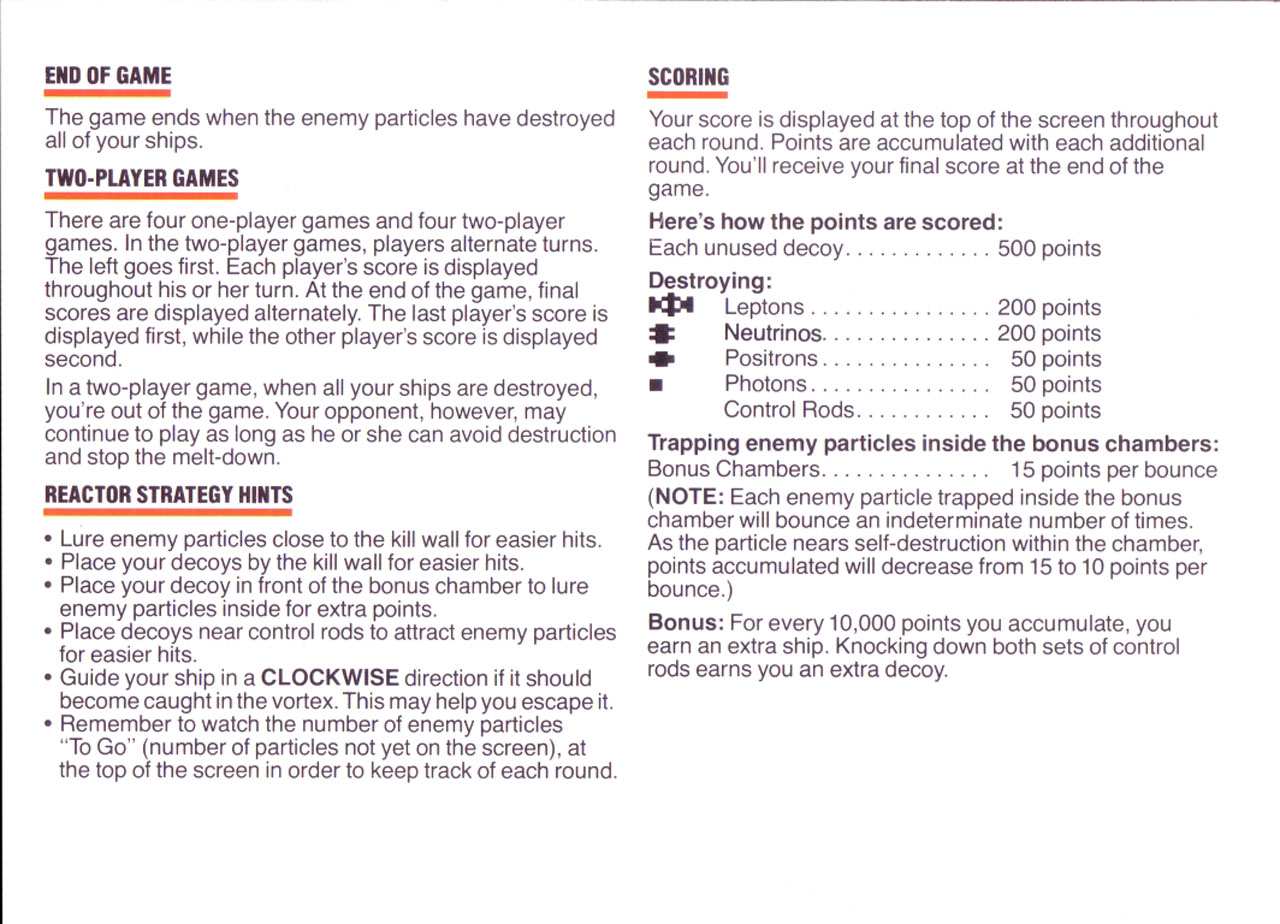 END OF GAME
The game ends when the enemy particles have destroyed
all of your ships.
TWO-PLAYER GAMES
There are four one-player games and four two-player
games. In the two-player games, players alternate turns.
The left goes first. Each player's score is displayed
throughout his or her turn. At the end of the game, final
scores are displayed alternately. The last player's score is
displayed first, while the other player's score is displayed
second.
In a two-player game, when all your ships are destroyed,
you're out of the game. Your opponent, however, may
continue to play as long as he or she can avoid destruction
and stop the melt-down.
REACTOR STRATEGY HINTS
• Lure enemy particles close to the kill wall for easier hits.
• Place your decoys by the kill wall for easier hits.
• Place your decoy in front of the bonus chamber to lure
enemy particles inside for extra points.
• Place decoys near control rods to attract enemy particles
for easier hits.
• Guide your ship in a CLOCKWISE direction if it should
become caught in the vortex. This may help you escape it.
• Remember to watch the number of enemy particles
"To Go" (number of particles not yet on the screen), at
the top of the screen in order to keep track of each round.
SCORING
Your score is displayed at the top of the screen throughout
each round. Points are accumulated with each additional
round. You'll receive your final score at the end of the
game.
Here's how the points are scored:
Each unused decoy. . . . . . . . . . . . . 500 points
Destroying:
Leptons . . . . . . . . . . . . . . . . 200 points
Neutrinos. . . . . . . . . . . . . . . 200 points
Positrons . . . . . . . . . . . . . . . 50 points
Photons. . . . . . . . . . . . . . . . 50 points
Control Rods. . . . . . . . . . . . 50 points
Trapping enemy particles inside the bonus chambers:
Bonus Chambers. . . . . . . . . . . . . . . 15 points per bounce
(NOTE: Each enemy particle trapped inside the bonus
chamber will bounce an indeterminate number of times.
As the particle nears self-destruction within the chamber,
points accumulated will decrease from 15 to 10 points per
bounce.)
Bonus: For every 10,000 points you accumulate, you
earn an extra ship. Knocking down both sets of control
rods earns you an extra decoy.